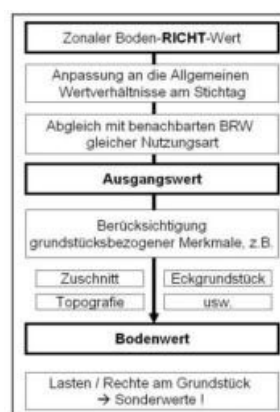 Zonaler Boden-RICHT-Wert
Anpassung an die Allgemeinen
Wertverhältnisse am Stichtag
Abgleich mit benachbarten BRW
gleicher Nutzungsart
Ausgangswert
Berücksichtigung
grundstücksbezogener Merkmale, z.B.
Zuschnitt
Eckgrundstück
Topografie
usw.
Bodenwert
Lasten / Rechte am Grundstück
→ Sonderwerte !